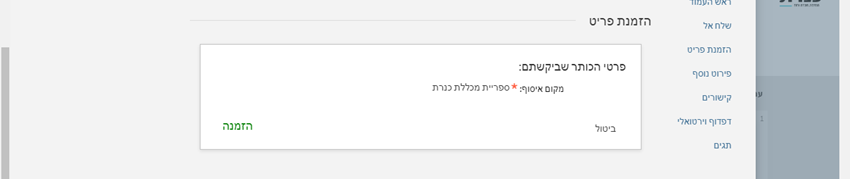 ראש העמוד
שלח אל
הזמנת פריט
פירוט נוסף
קישורים
דפדוף וירטואלי
תגים
הזמנת פריט
פרטי הכותר שביקשתם:
מקום איסוף: * ספריית מכללת כנרת
ביטול
הזמנה
1